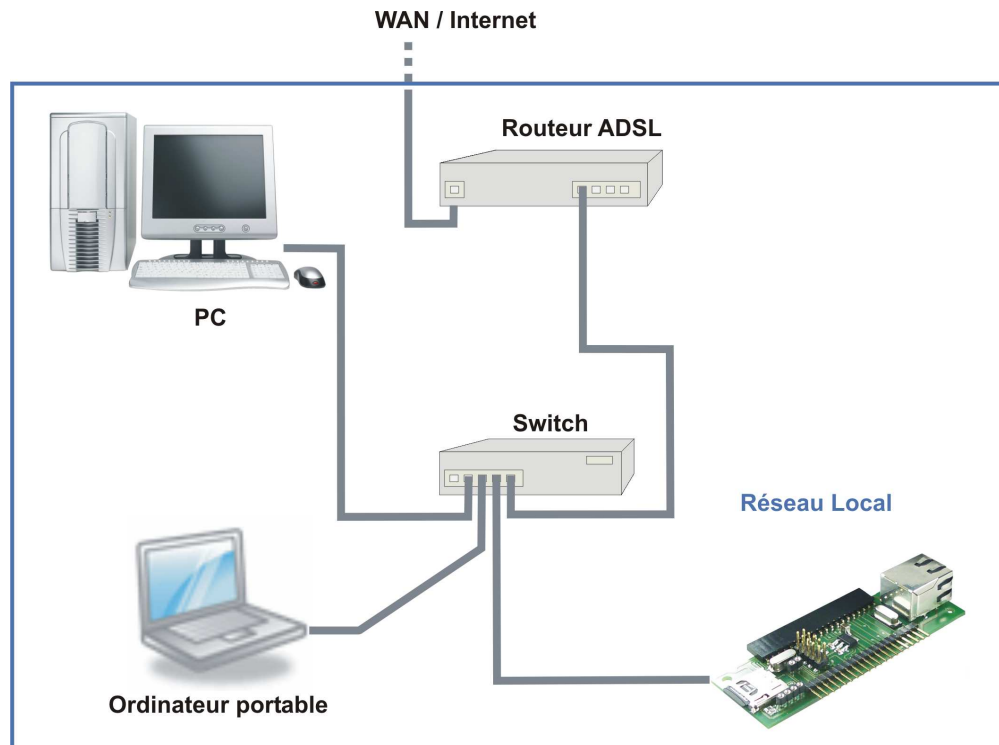 WAN / Internet
Routeur ADSL
PC
Switch
Réseau Local
Ordinateur portable